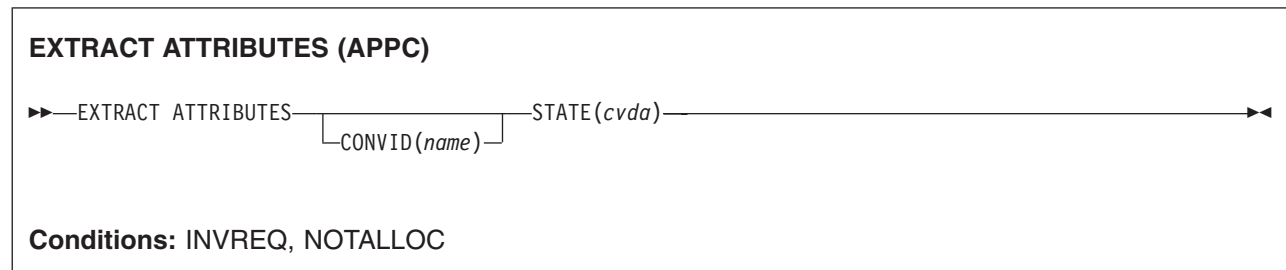 EXTRACT ATTRIBUTES (APPC)
EXTRACT ATTRIBUTES STATE(cvda)
CONVID(name)
Conditions: INVREQ, NOTALLOC